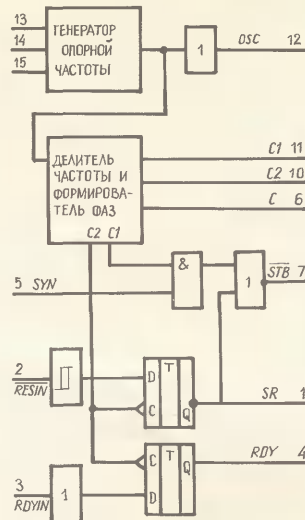 13
14
15
ГЕНЕРАТОР
ОПОРНОЙ
ЧАСТОТЫ
1
OSC 12
ДЕЛИТЕЛЬ
ЧАСТОТЫ И
ФОРМИРОВА-
ТЕЛЬ ФАЗ
C2 C1
C1 11
C2 10
C 6
5 SYN
&
1
STB 7
2
RESIN
D T
C Q
SR 1
3
RDYIN
1
C T Q
D
RDY 4